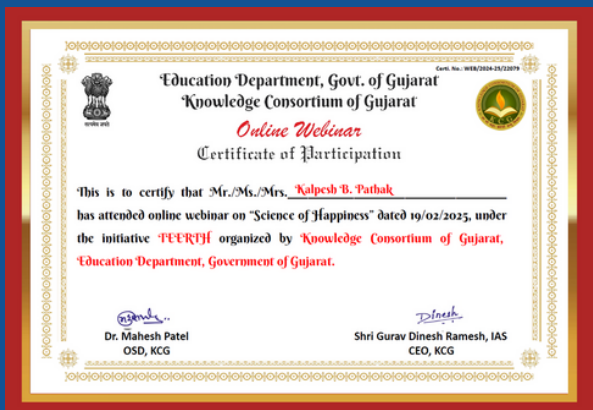 Certi. No.: WEB/2024-25/22079
Education Department, Govt. of Gujarat
Knowledge Consortium of Gujarat
KCG
Online Webinar
Certificate of Participation
This is to certify that Mr./Ms./Mrs. Kalpesh B. Pathak
has attended online webinar on “Science of Happiness” dated 19/02/2025, under
the initiative TEERTH organized by Knowledge Consortium of Gujarat,
Education Department, Government of Gujarat.
Dinesh
Dr. Mahesh Patel
OSD, KCG
Shri Gurav Dinesh Ramesh, IAS
CEO, KCG